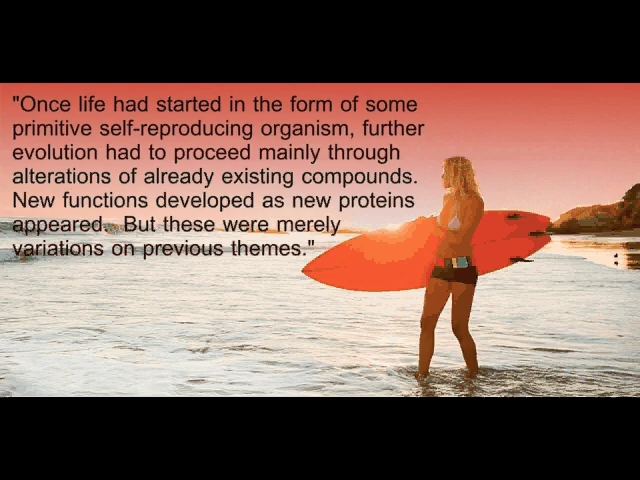 "Once life had started in the form of some
primitive self-reproducing organism, further
evolution had to proceed mainly through
alterations of already existing compounds.
New functions developed as new proteins
appeared.  But these were merely
variations on previous themes."